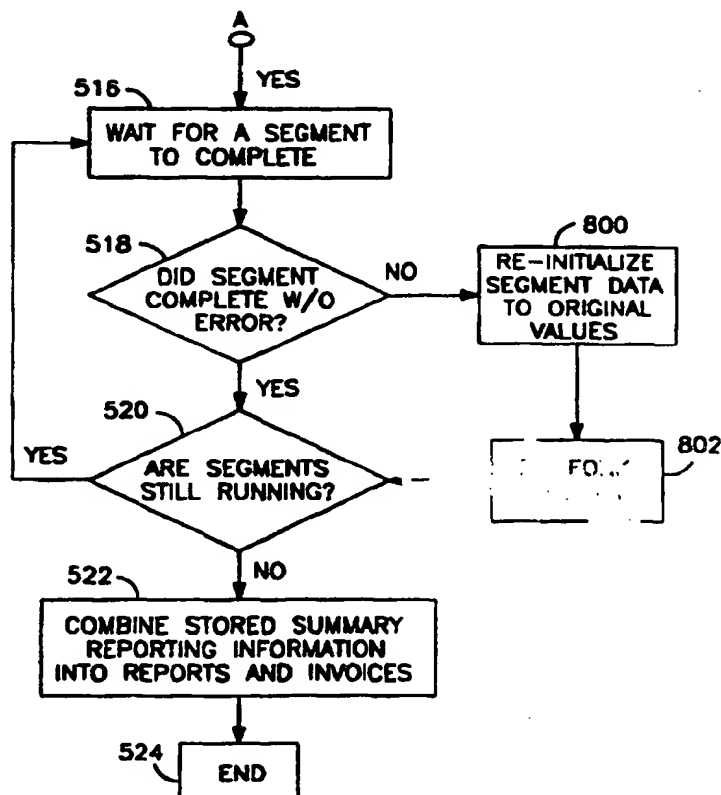 A
YES
516
WAIT FOR A SEGMENT
TO COMPLETE
518
DID SEGMENT
COMPLETE W/O
ERROR?
NO
800
RE-INITIALIZE
SEGMENT DATA
TO ORIGINAL
VALUES
YES
520
YES
ARE SEGMENTS
STILL RUNNING?
802
NO
522
COMBINE STORED SUMMARY
REPORTING INFORMATION
INTO REPORTS AND INVOICES
524
END